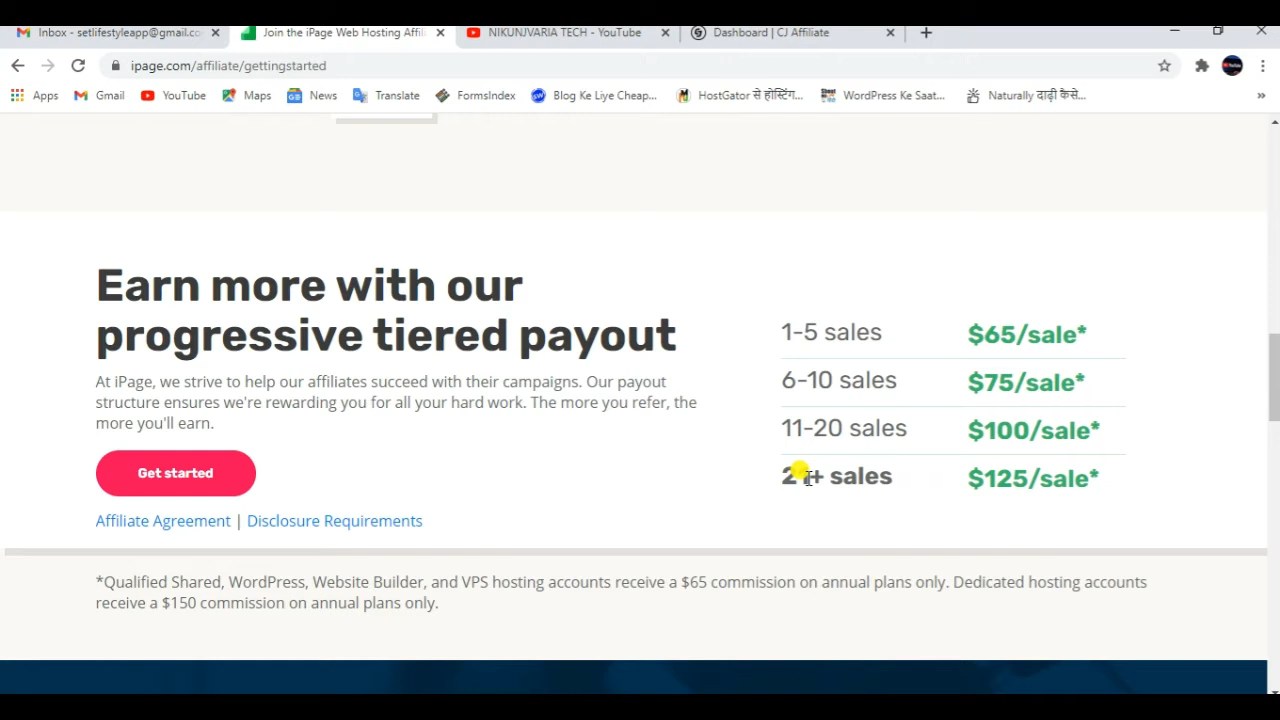 Inbox - setlifestyleapp@gmail.co
Join the iPage Web Hosting Affili
NIKUNJVARIA TECH - YouTube
Dashboard | CJ Affiliate
ipage.com/affiliate/gettingstarted
Apps
Gmail
YouTube
Maps
News
Translate
FormsIndex
Blog Ke Liye Cheap...
HostGator से होस्टिंग...
WordPress Ke Saat...
Naturally दाढ़ी कैसे...
Earn more with our
progressive tiered payout
At iPage, we strive to help our affiliates succeed with their campaigns. Our payout
structure ensures we're rewarding you for all your hard work. The more you refer, the
more you'll earn.
Get started
Affiliate Agreement | Disclosure Requirements
1-5 sales $65/sale*
6-10 sales $75/sale*
11-20 sales $100/sale*
21+ sales $125/sale*
*Qualified Shared, WordPress, Website Builder, and VPS hosting accounts receive a $65 commission on annual plans only. Dedicated hosting accounts
receive a $150 commission on annual plans only.